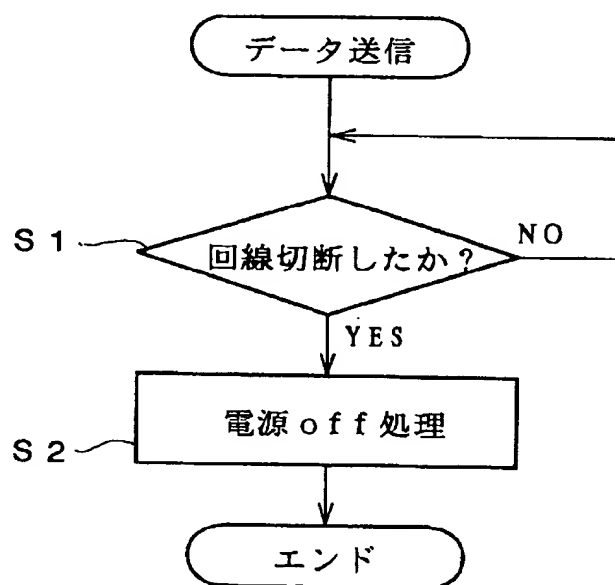 データ送信
S1
回線切断したか?
NO
YES
S2
電源off処理
エンド